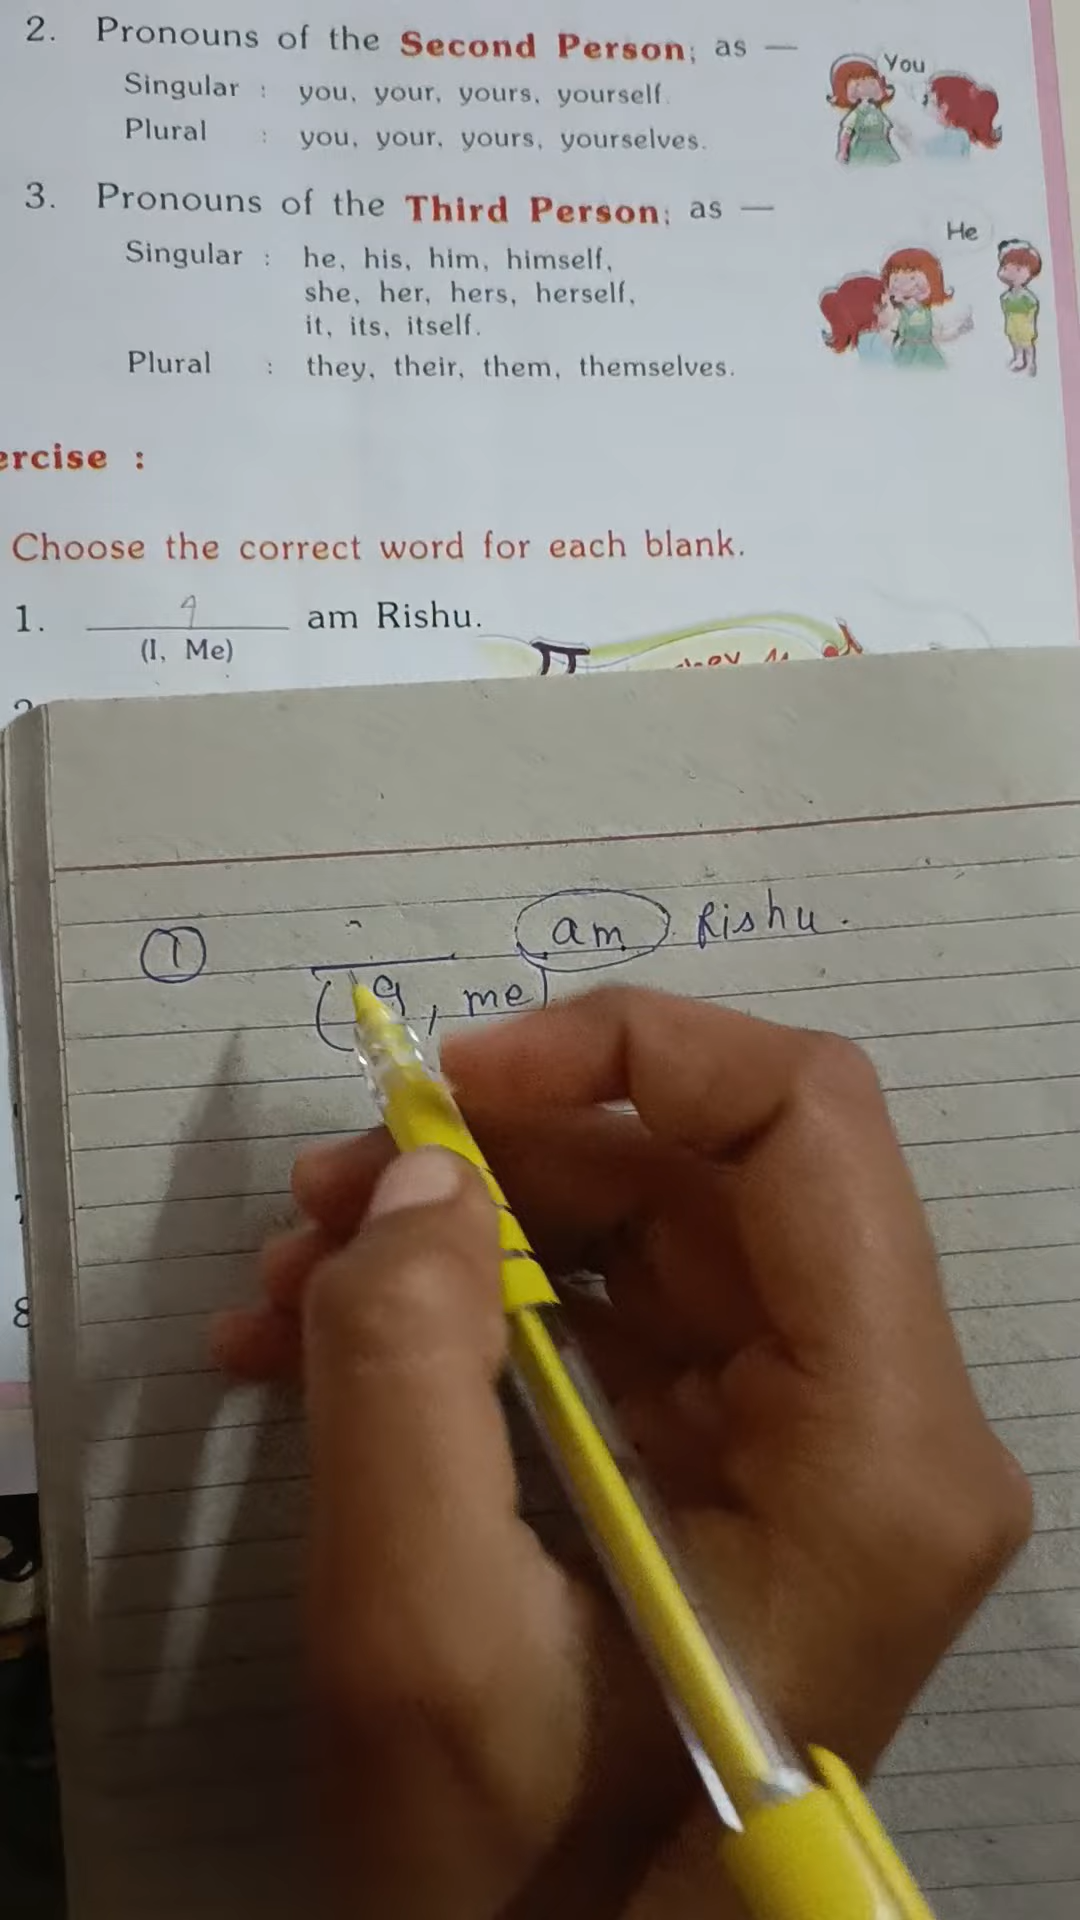 2. Pronouns of the Second Person; as —
You
Singular : you, your, yours, yourself.
Plural : you, your, yours, yourselves.
3. Pronouns of the Third Person; as —
He
Singular : he, his, him, himself,
she, her, hers, herself,
it, its, itself.
Plural : they, their, them, themselves.
ercise :
Choose the correct word for each blank.
1. I am Rishu.
(I, Me)
1 am Rishu.
(I, me)
8